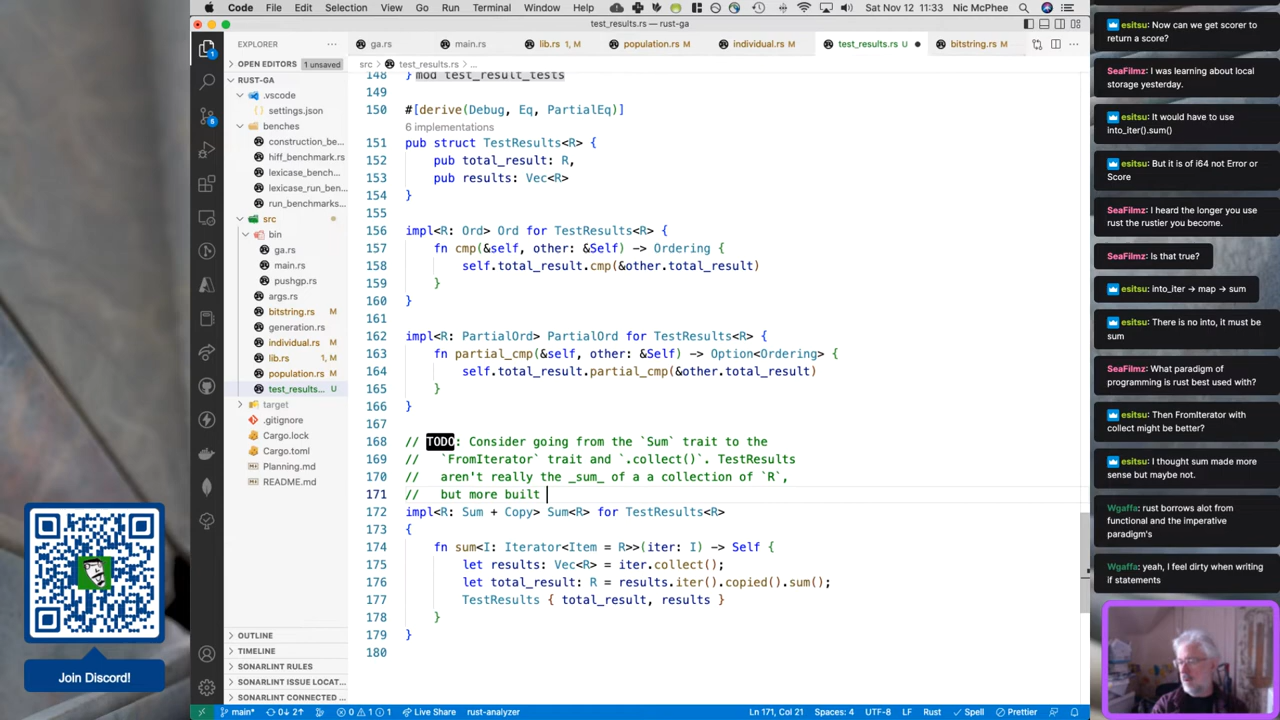 Code File Edit Selection View Go Run Terminal Window Help Sat Nov 12 11:33 Nic McPhee
test_results.rs — rust-ga
EXPLORER ...
ga.rs main.rs lib.rs 1, M population.rs M individual.rs M test_results.rs U bitstring.rs M
src > test_results.rs > ...
OPEN EDITORS 1 unsaved
RUST-GA
.vscode
settings.json
benches
construction_be...
hiff_benchmark.rs
lexicase_bench...
lexicase_run_ben...
run_benchmarks...
src
bin
ga.rs
main.rs
pushgp.rs
args.rs
bitstring.rs M
generation.rs
individual.rs M
lib.rs 1, M
population.rs M
test_results... U
target
.gitignore
Cargo.lock
Cargo.toml
Planning.md
README.md
OUTLINE
TIMELINE
SONARLINT RULES
SONARLINT ISSUE LOCAT...
SONARLINT CONNECTED ...
148 } mod test_result_tests
149
150 #[derive(Debug, Eq, PartialEq)]
6 implementations
151 pub struct TestResults<R> {
152 pub total_result: R,
153 pub results: Vec<R>
154 }
155
156 impl<R: Ord> Ord for TestResults<R> {
157 fn cmp(&self, other: &Self) -> Ordering {
158 self.total_result.cmp(&other.total_result)
159 }
160 }
161
162 impl<R: PartialOrd> PartialOrd for TestResults<R> {
163 fn partial_cmp(&self, other: &Self) -> Option<Ordering> {
164 self.total_result.partial_cmp(&other.total_result)
165 }
166 }
167
168 // TODO: Consider going from the `Sum` trait to the
169 // `FromIterator` trait and `.collect()`. TestResults
170 // aren't really the _sum_ of a a collection of `R`,
171 // but more built
172 impl<R: Sum + Copy> Sum<R> for TestResults<R>
173 {
174 fn sum<I: Iterator<Item = R>>(iter: I) -> Self {
175 let results: Vec<R> = iter.collect();
176 let total_result: R = results.iter().copied().sum();
177 TestResults { total_result, results }
178 }
179 }
180
main* 0↓ 2↑ 0 1 1 Live Share rust-analyzer Ln 171, Col 21 Spaces: 4 UTF-8 LF Rust Spell Prettier
esitsu: Now can we get scorer to
return a score?
SeaFilmz: I was learning about local
storage yesterday.
esitsu: It would have to use
into_iter().sum()
esitsu: But it is of i64 not Error or
Score
SeaFilmz: I heard the longer you use
rust the rustier you become.
SeaFilmz: Is that true?
esitsu: into_iter -> map -> sum
esitsu: There is no into, it must be
sum
SeaFilmz: What paradigm of
programming is rust best used with?
esitsu: Then FromIterator with
collect might be better?
esitsu: I thought sum made more
sense but maybe not.
Wgaffa: rust borrows alot from
functional and the imperative
paradigm's
Wgaffa: yeah, I feel dirty when writing
if statements
Join Discord!